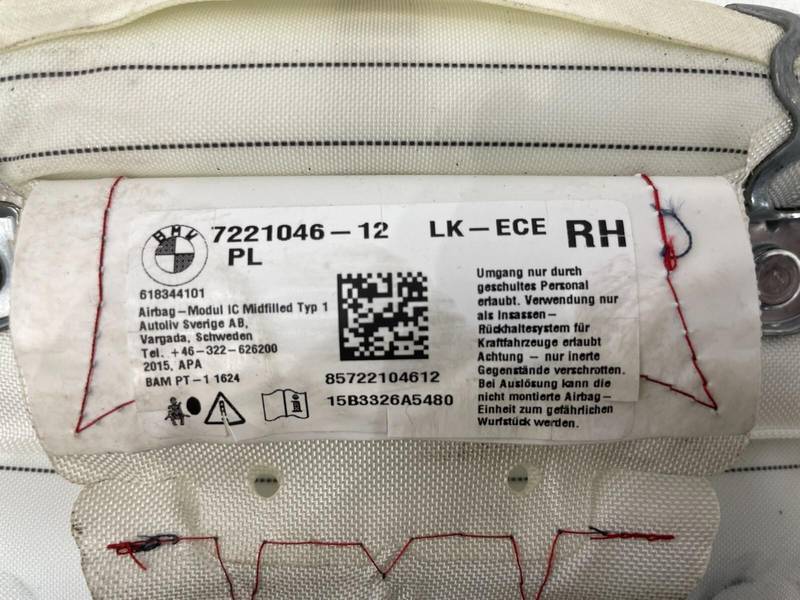 BMW
7221046-12 LK-ECE RH
PL
618344101
Airbag-Modul IC Midfilled Typ 1
Autoliv Sverige AB,
Vargada, Schweden
Tel. +46-322-626200
2015, APA
BAM PT-1 1624
85722104612
15B3326A5480
Umgang nur durch
geschultes Personal
erlaubt. Verwendung nur
als Insassen-
Rückhaltesystem für
Kraftfahrzeuge erlaubt
Achtung - nur inerte
Gegenstände verschrotten.
Bei Auslösung kann die
nicht montierte Airbag-
Einheit zum gefährlichen
Wurfstück werden.